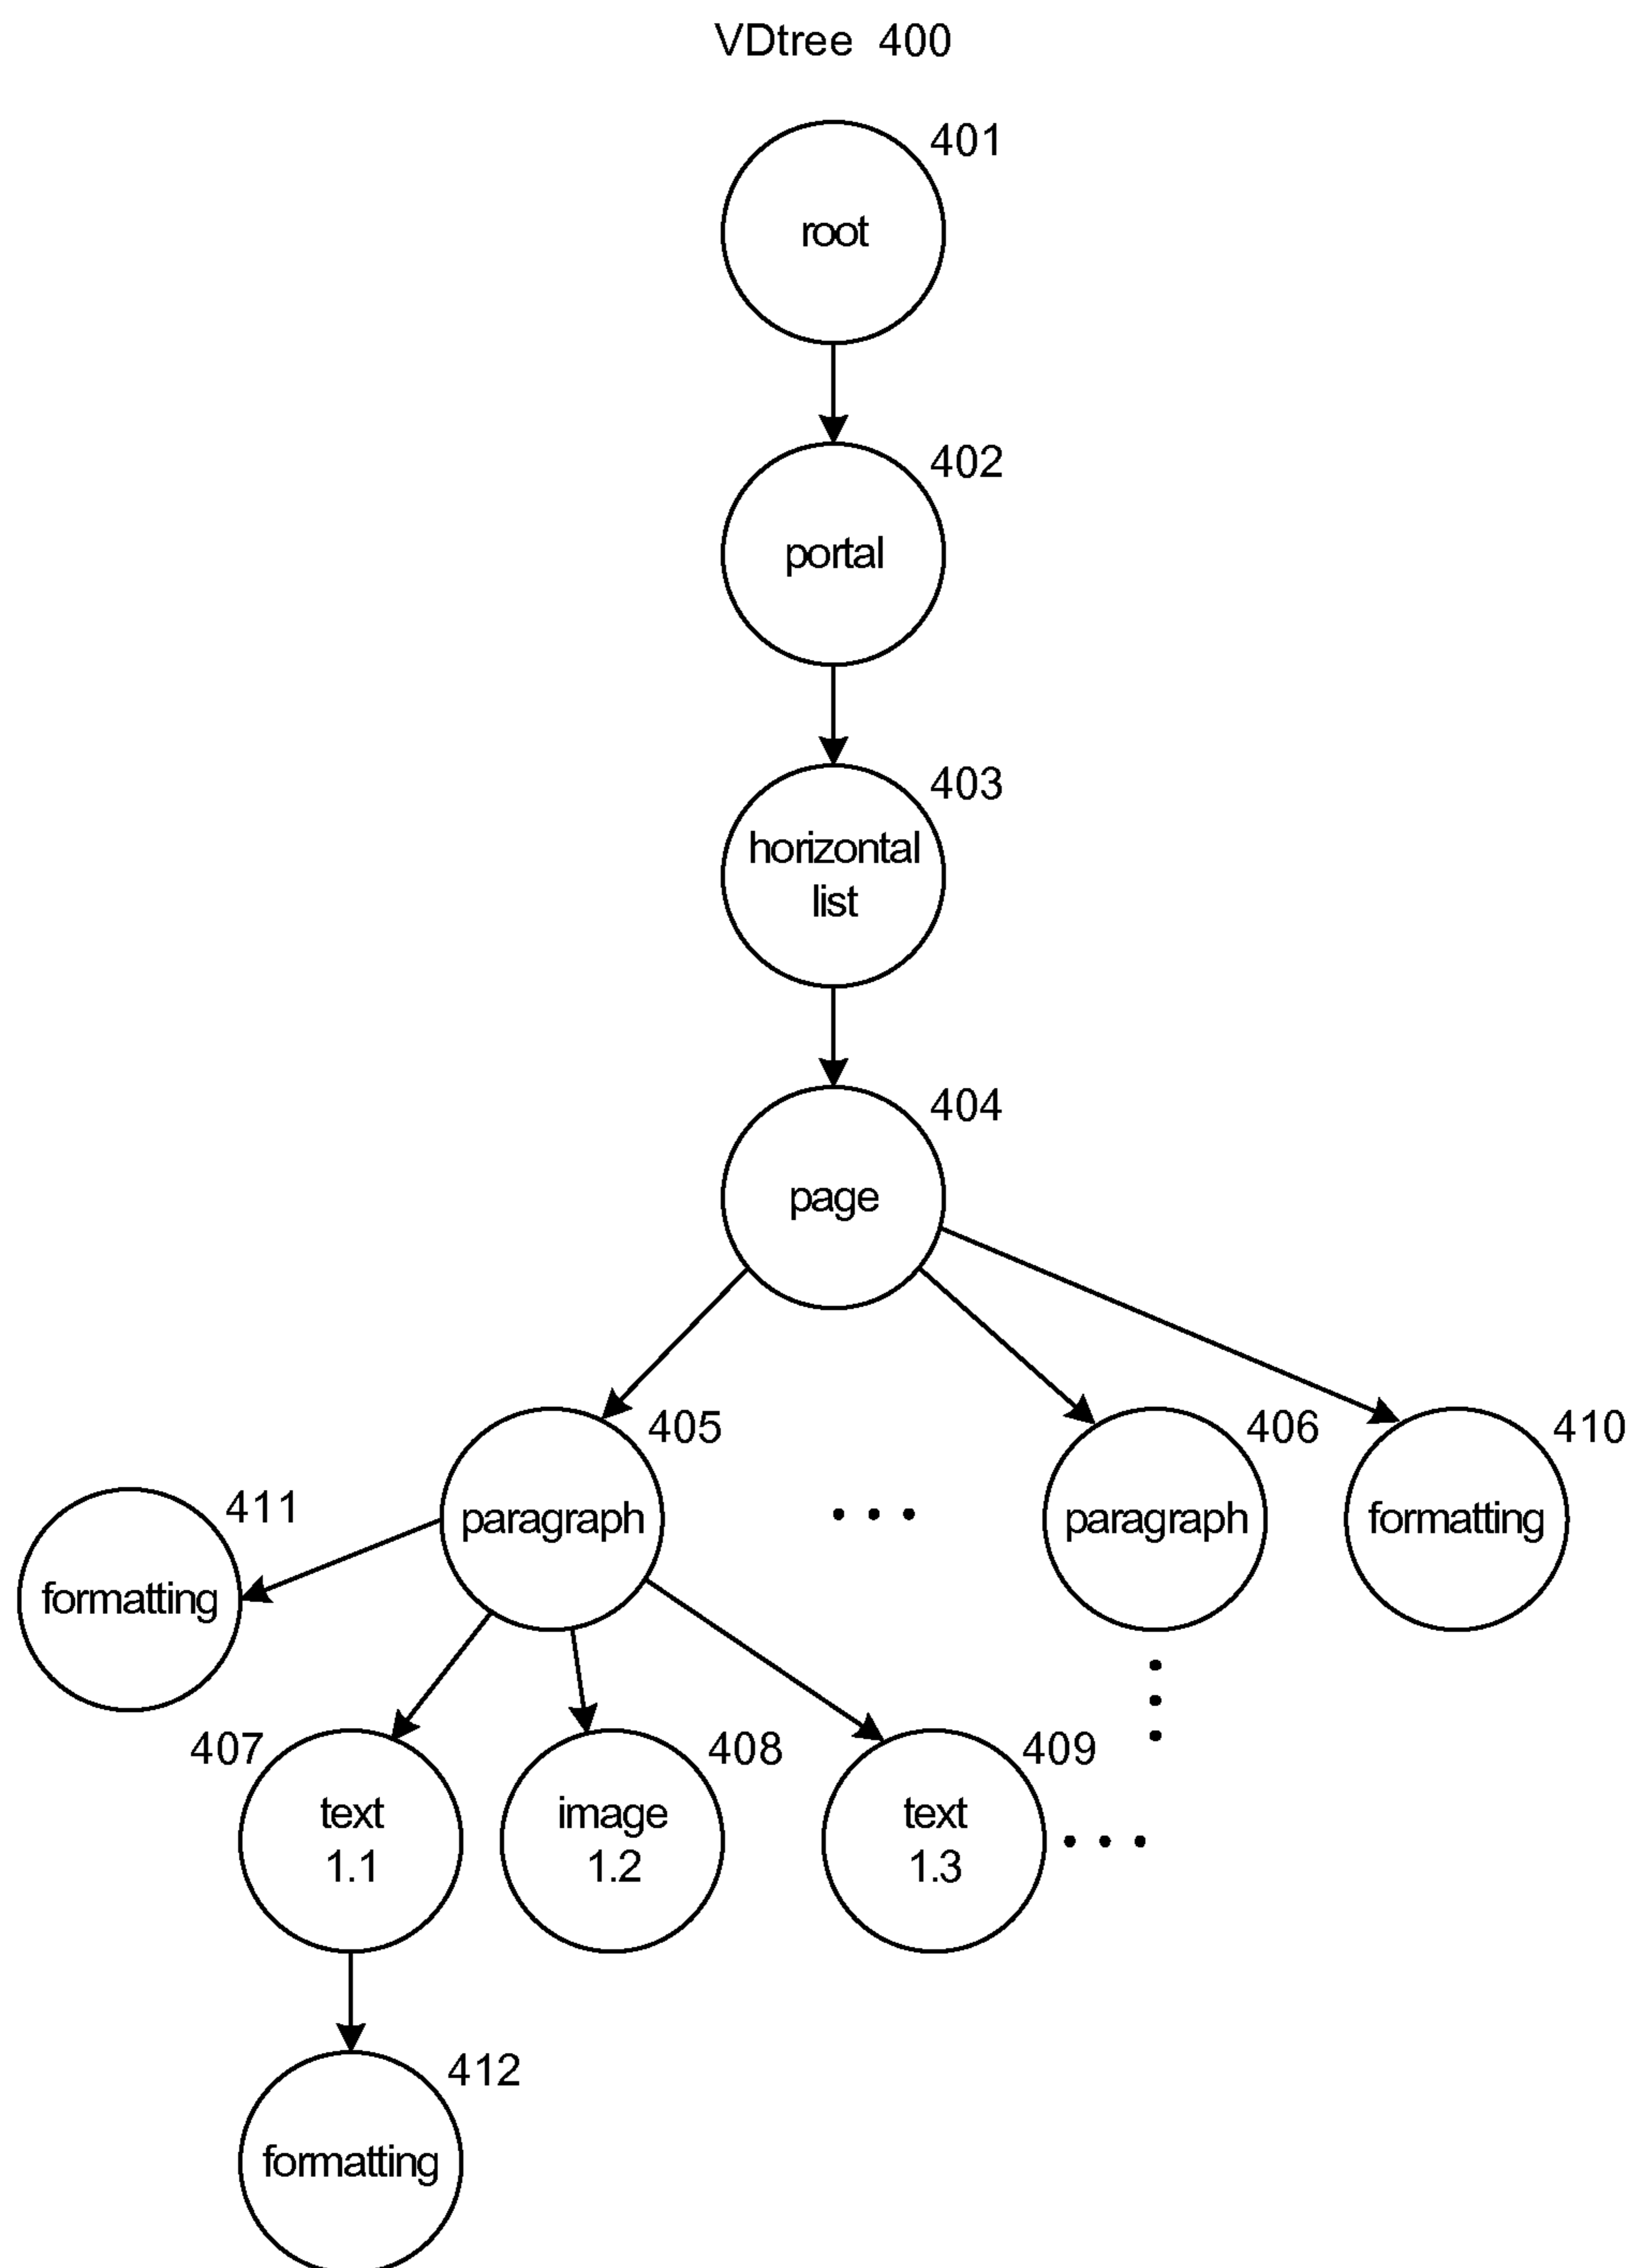 VDtree 400
401
root
402
portal
403
horizontal
list
404
page
405
paragraph
406
paragraph
410
formatting
411
formatting
407
text
1.1
408
image
1.2
409
text
1.3
412
formatting